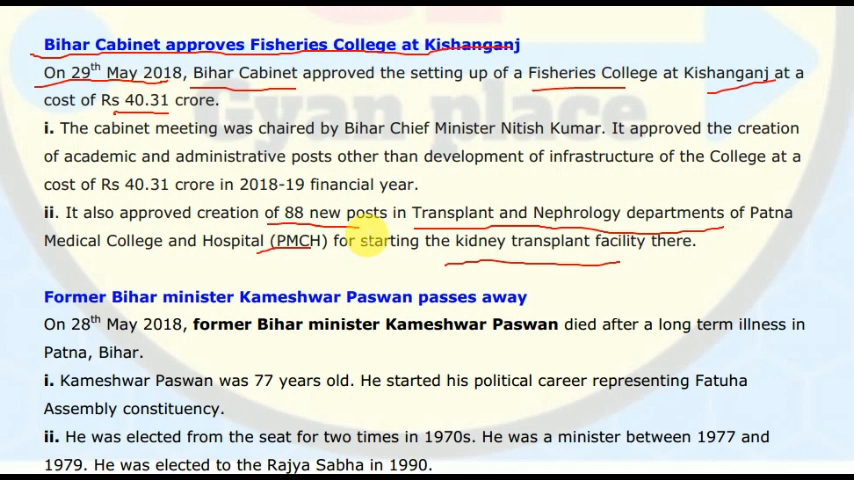 Bihar Cabinet approves Fisheries College at Kishanganj
On 29th May 2018, Bihar Cabinet approved the setting up of a Fisheries College at Kishanganj at a
cost of Rs 40.31 crore.
i. The cabinet meeting was chaired by Bihar Chief Minister Nitish Kumar. It approved the creation
of academic and administrative posts other than development of infrastructure of the College at a
cost of Rs 40.31 crore in 2018-19 financial year.
ii. It also approved creation of 88 new posts in Transplant and Nephrology departments of Patna
Medical College and Hospital (PMCH) for starting the kidney transplant facility there.
Former Bihar minister Kameshwar Paswan passes away
On 28th May 2018, former Bihar minister Kameshwar Paswan died after a long term illness in
Patna, Bihar.
i. Kameshwar Paswan was 77 years old. He started his political career representing Fatuha
Assembly constituency.
ii. He was elected from the seat for two times in 1970s. He was a minister between 1977 and
1979. He was elected to the Rajya Sabha in 1990.
Gyan place